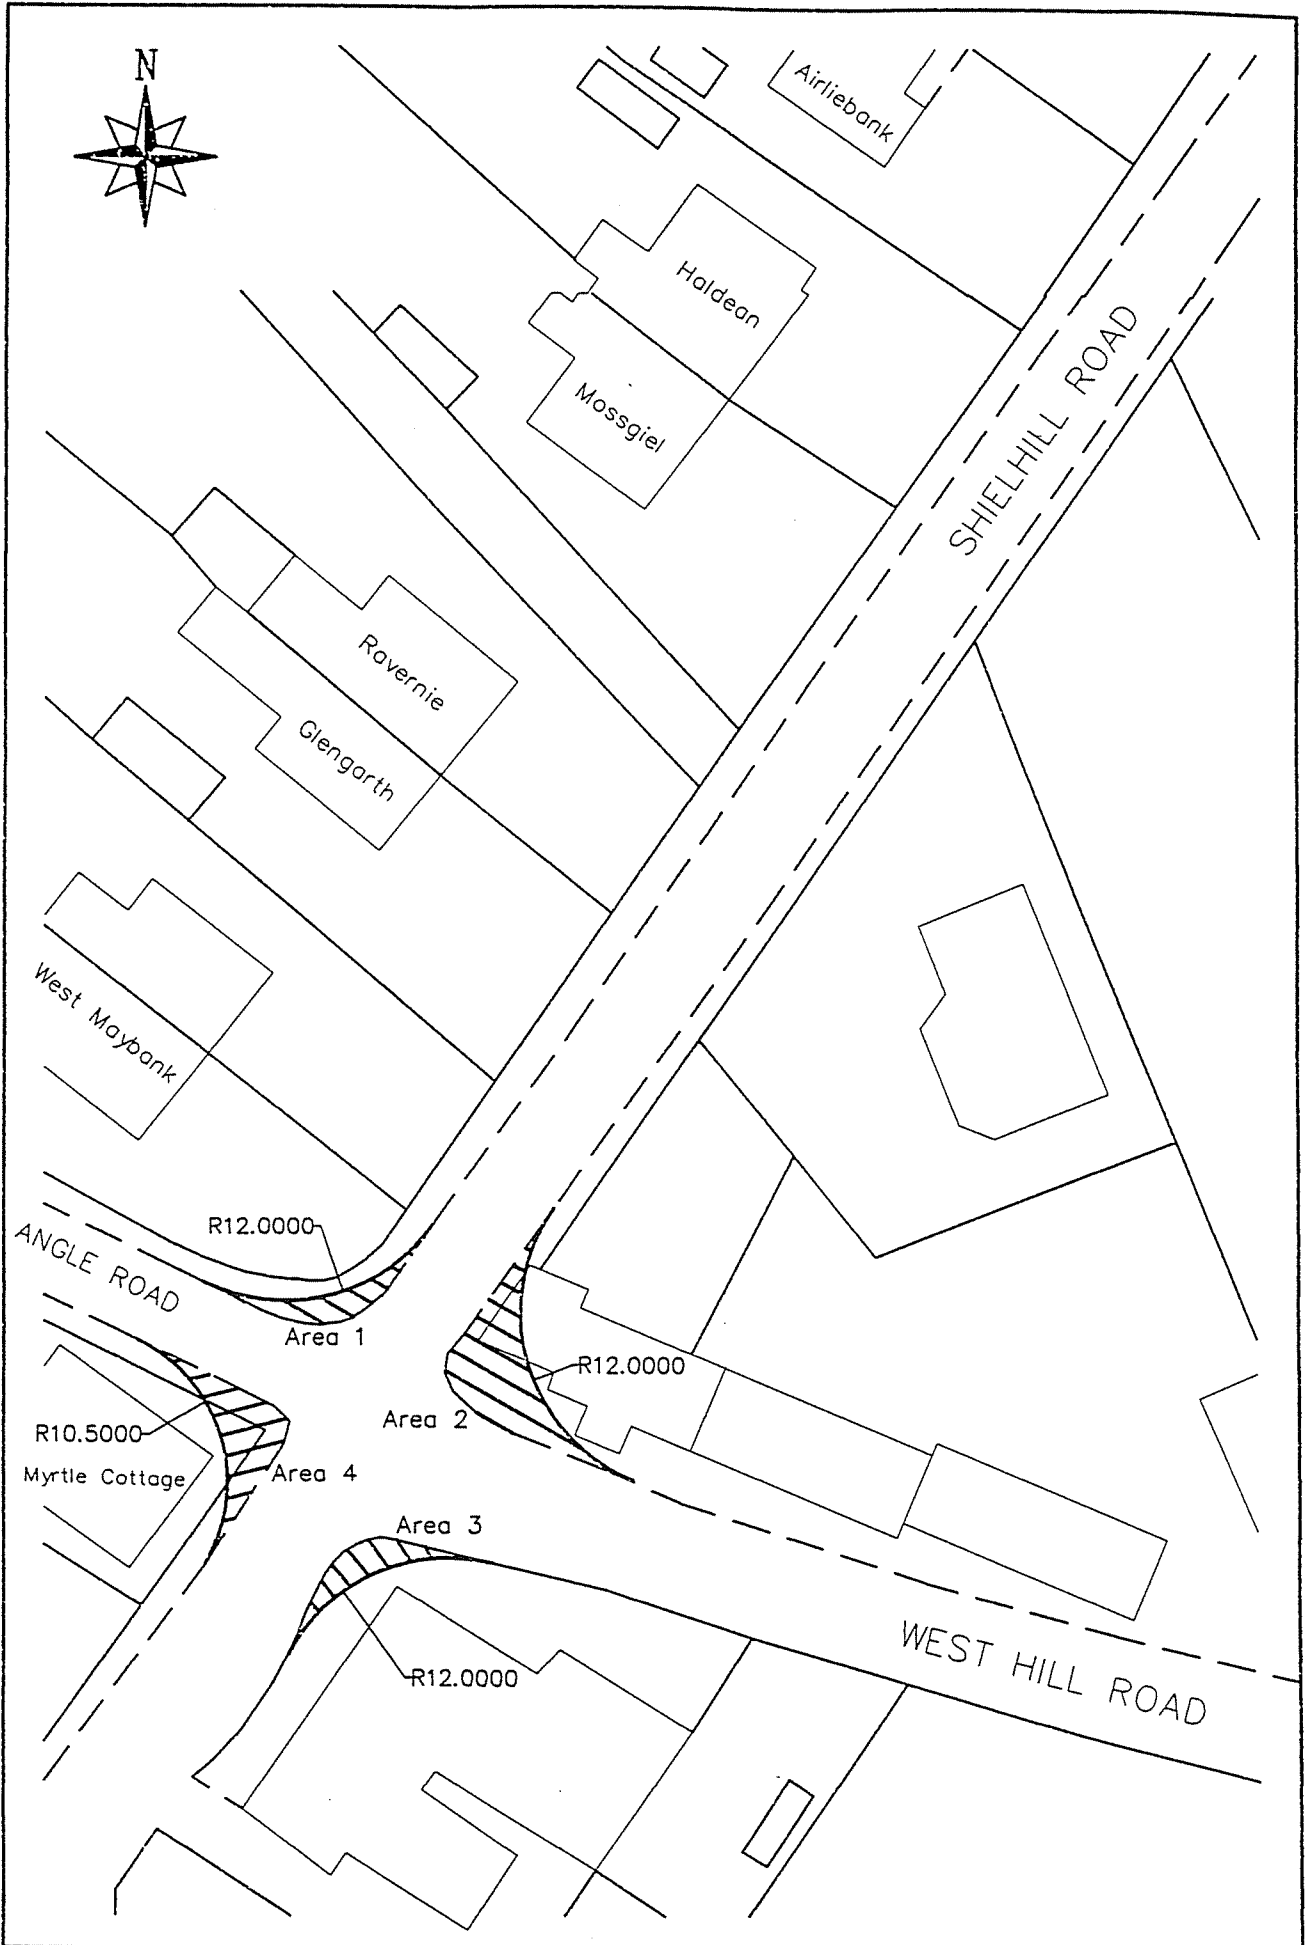 N
Airliebank
Haldean
Mossgiel
SHIELHILL ROAD
Ravernie
Glengarth
West Maybank
R12.0000
ANGLE ROAD
Area 1
R12.0000
Area 2
R10.5000
Area 4
Myrtle Cottage
Area 3
WEST HILL ROAD
R12.0000